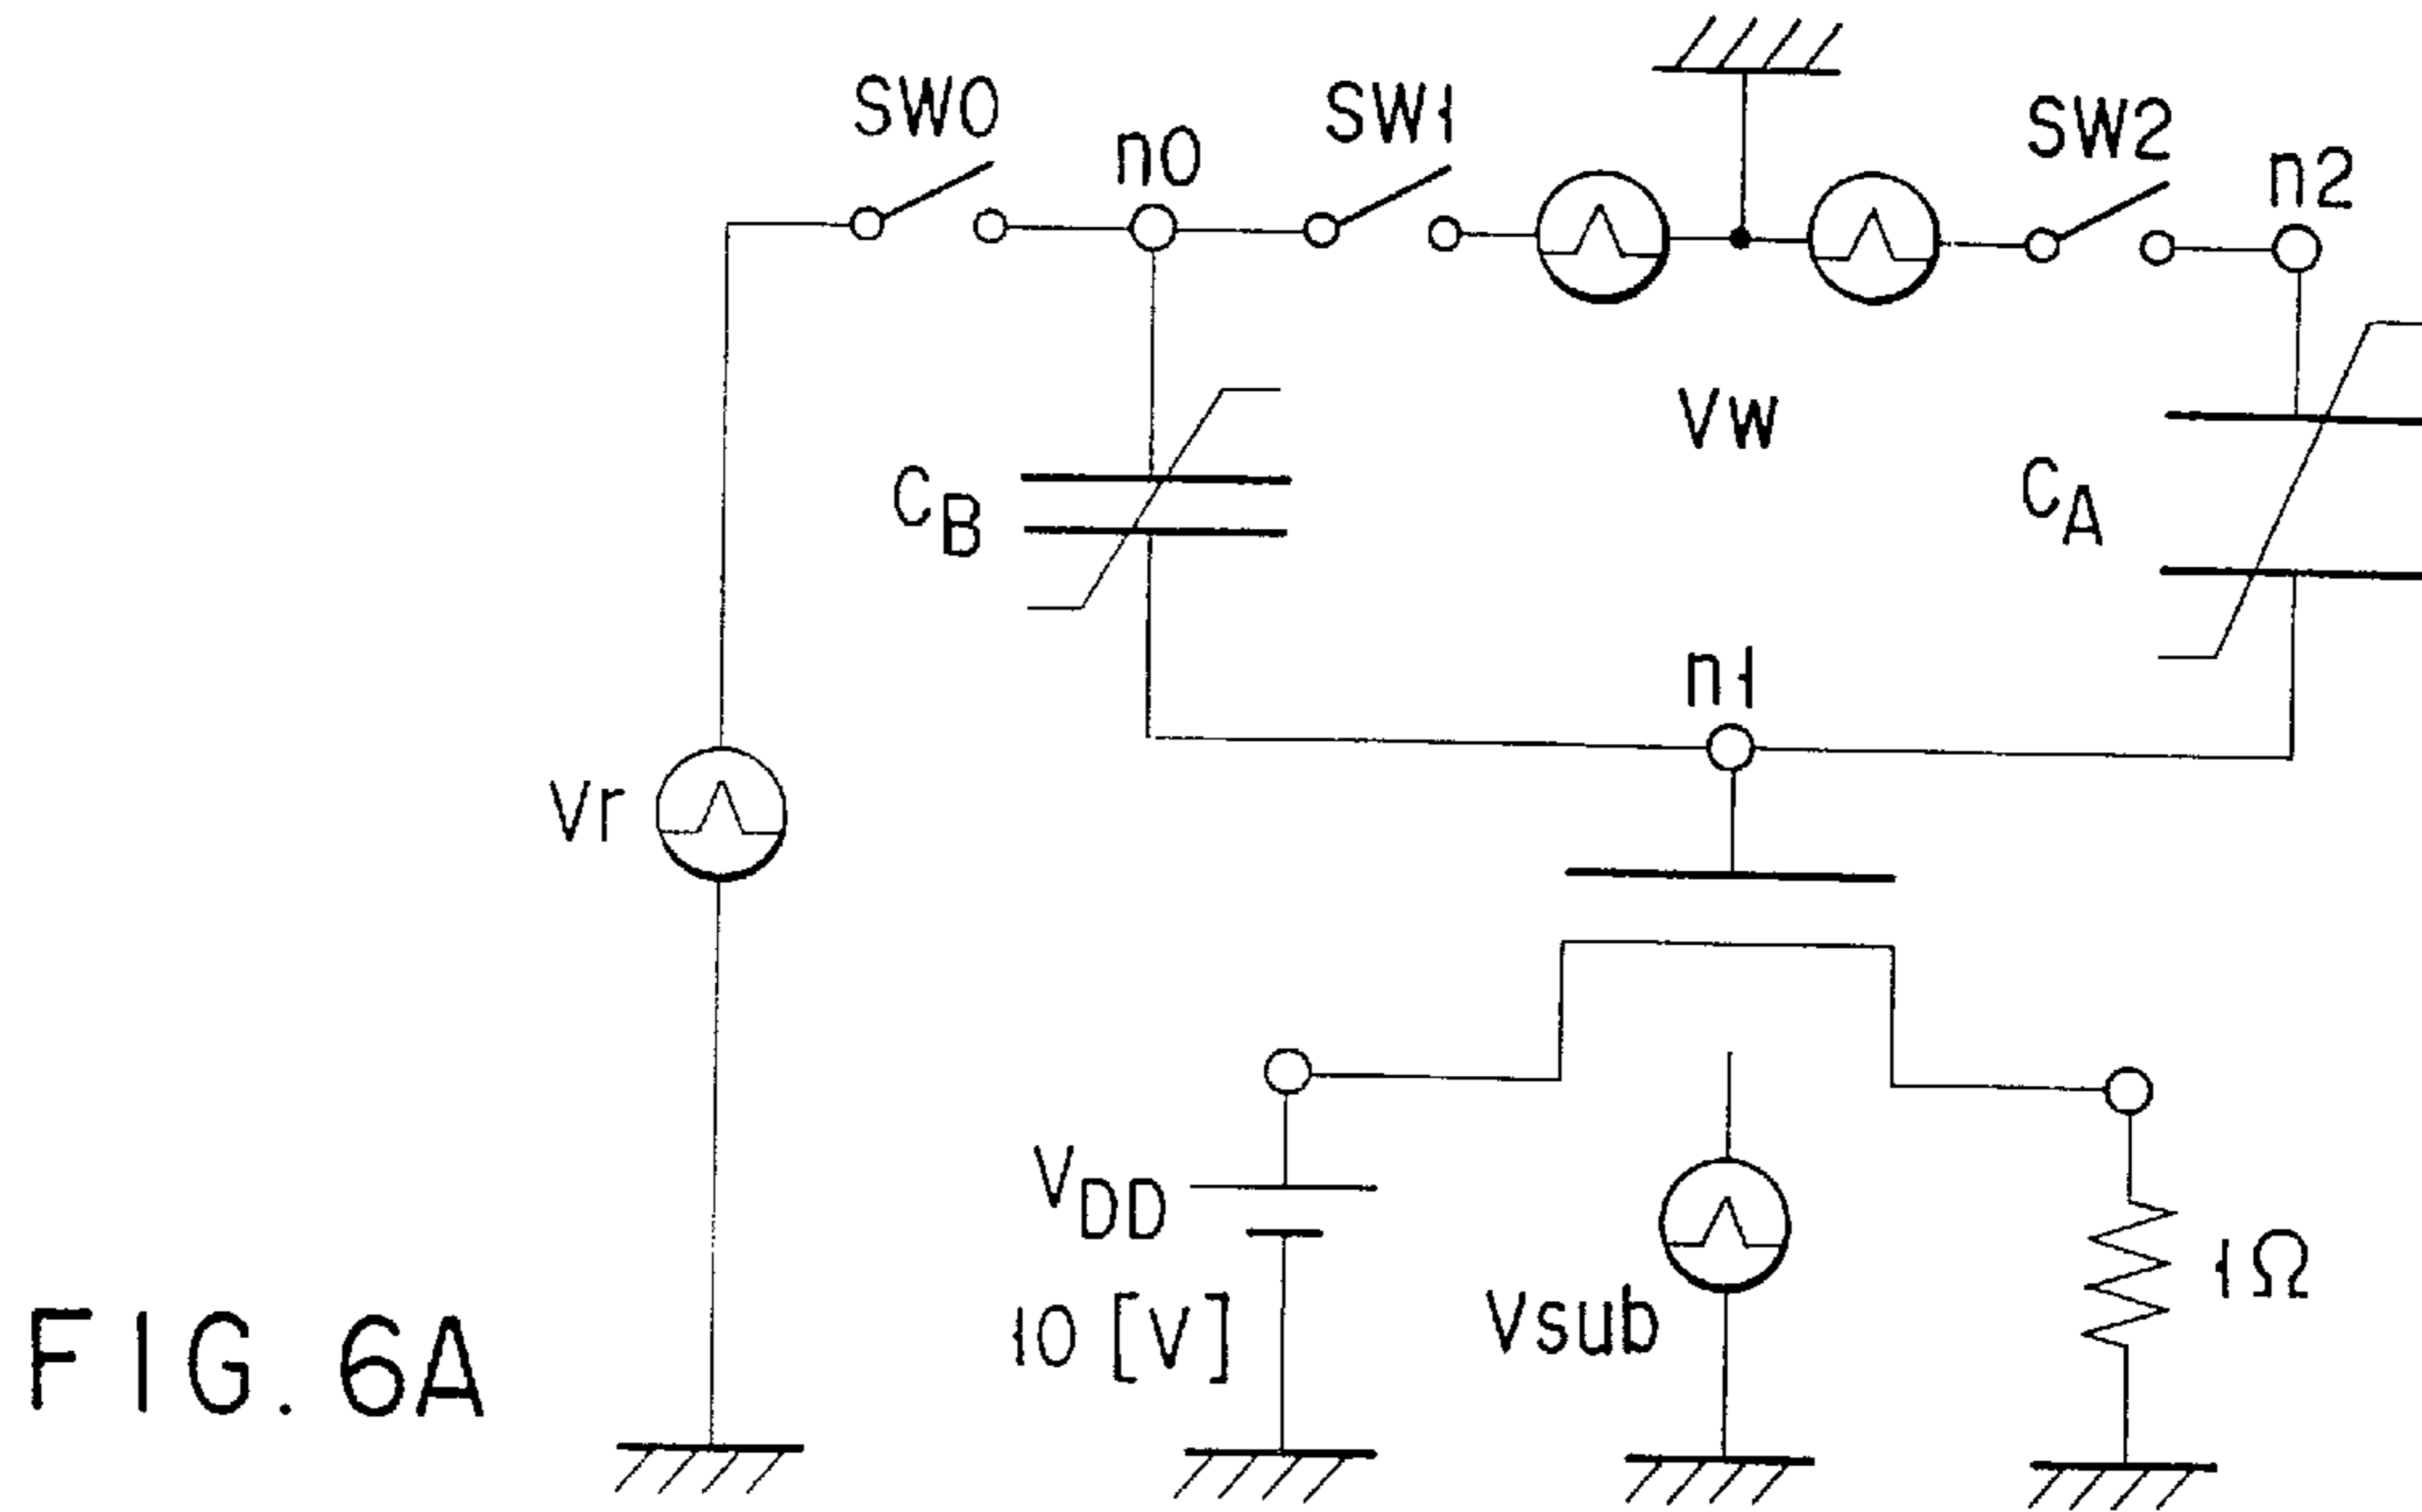 SW0
n0
SW1
SW2
n2
VW
CB
CA
n1
Vr
VDD
10 [V]
Vsub
1Ω
FIG. 6A